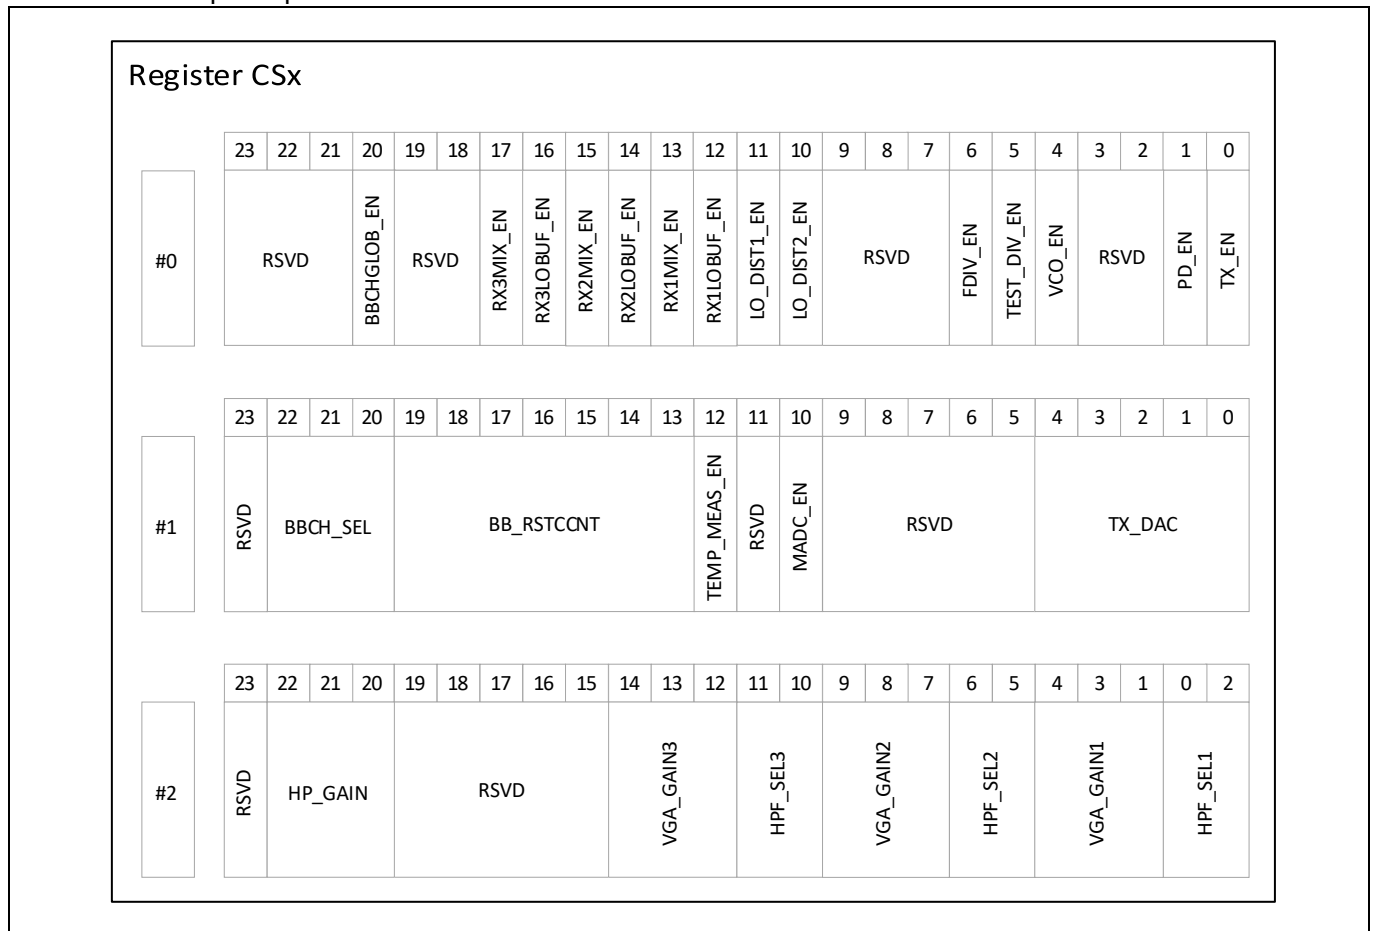 Register CSx
23 22 21 20 19 18 17 16 15 14 13 12 11 10 9 8 7 6 5 4 3 2 1 0
#0 RSVD BBCHGLOB_EN RSVD RX3MIX_EN RX3LOBUF_EN RX2MIX_EN RX2LOBUF_EN RX1MIX_EN RX1LOBUF_EN LO_DIST1_EN LO_DIST2_EN RSVD FDIV_EN TEST_DIV_EN VCO_EN RSVD PD_EN TX_EN
23 22 21 20 19 18 17 16 15 14 13 12 11 10 9 8 7 6 5 4 3 2 1 0
#1 RSVD BBCH_SEL BB_RSTCCNT TEMP_MEAS_EN RSVD MADC_EN RSVD TX_DAC
23 22 21 20 19 18 17 16 15 14 13 12 11 10 9 8 7 6 5 4 3 1 0 2
#2 RSVD HP_GAIN RSVD VGA_GAIN3 HPF_SEL3 VGA_GAIN2 HPF_SEL2 VGA_GAIN1 HPF_SEL1